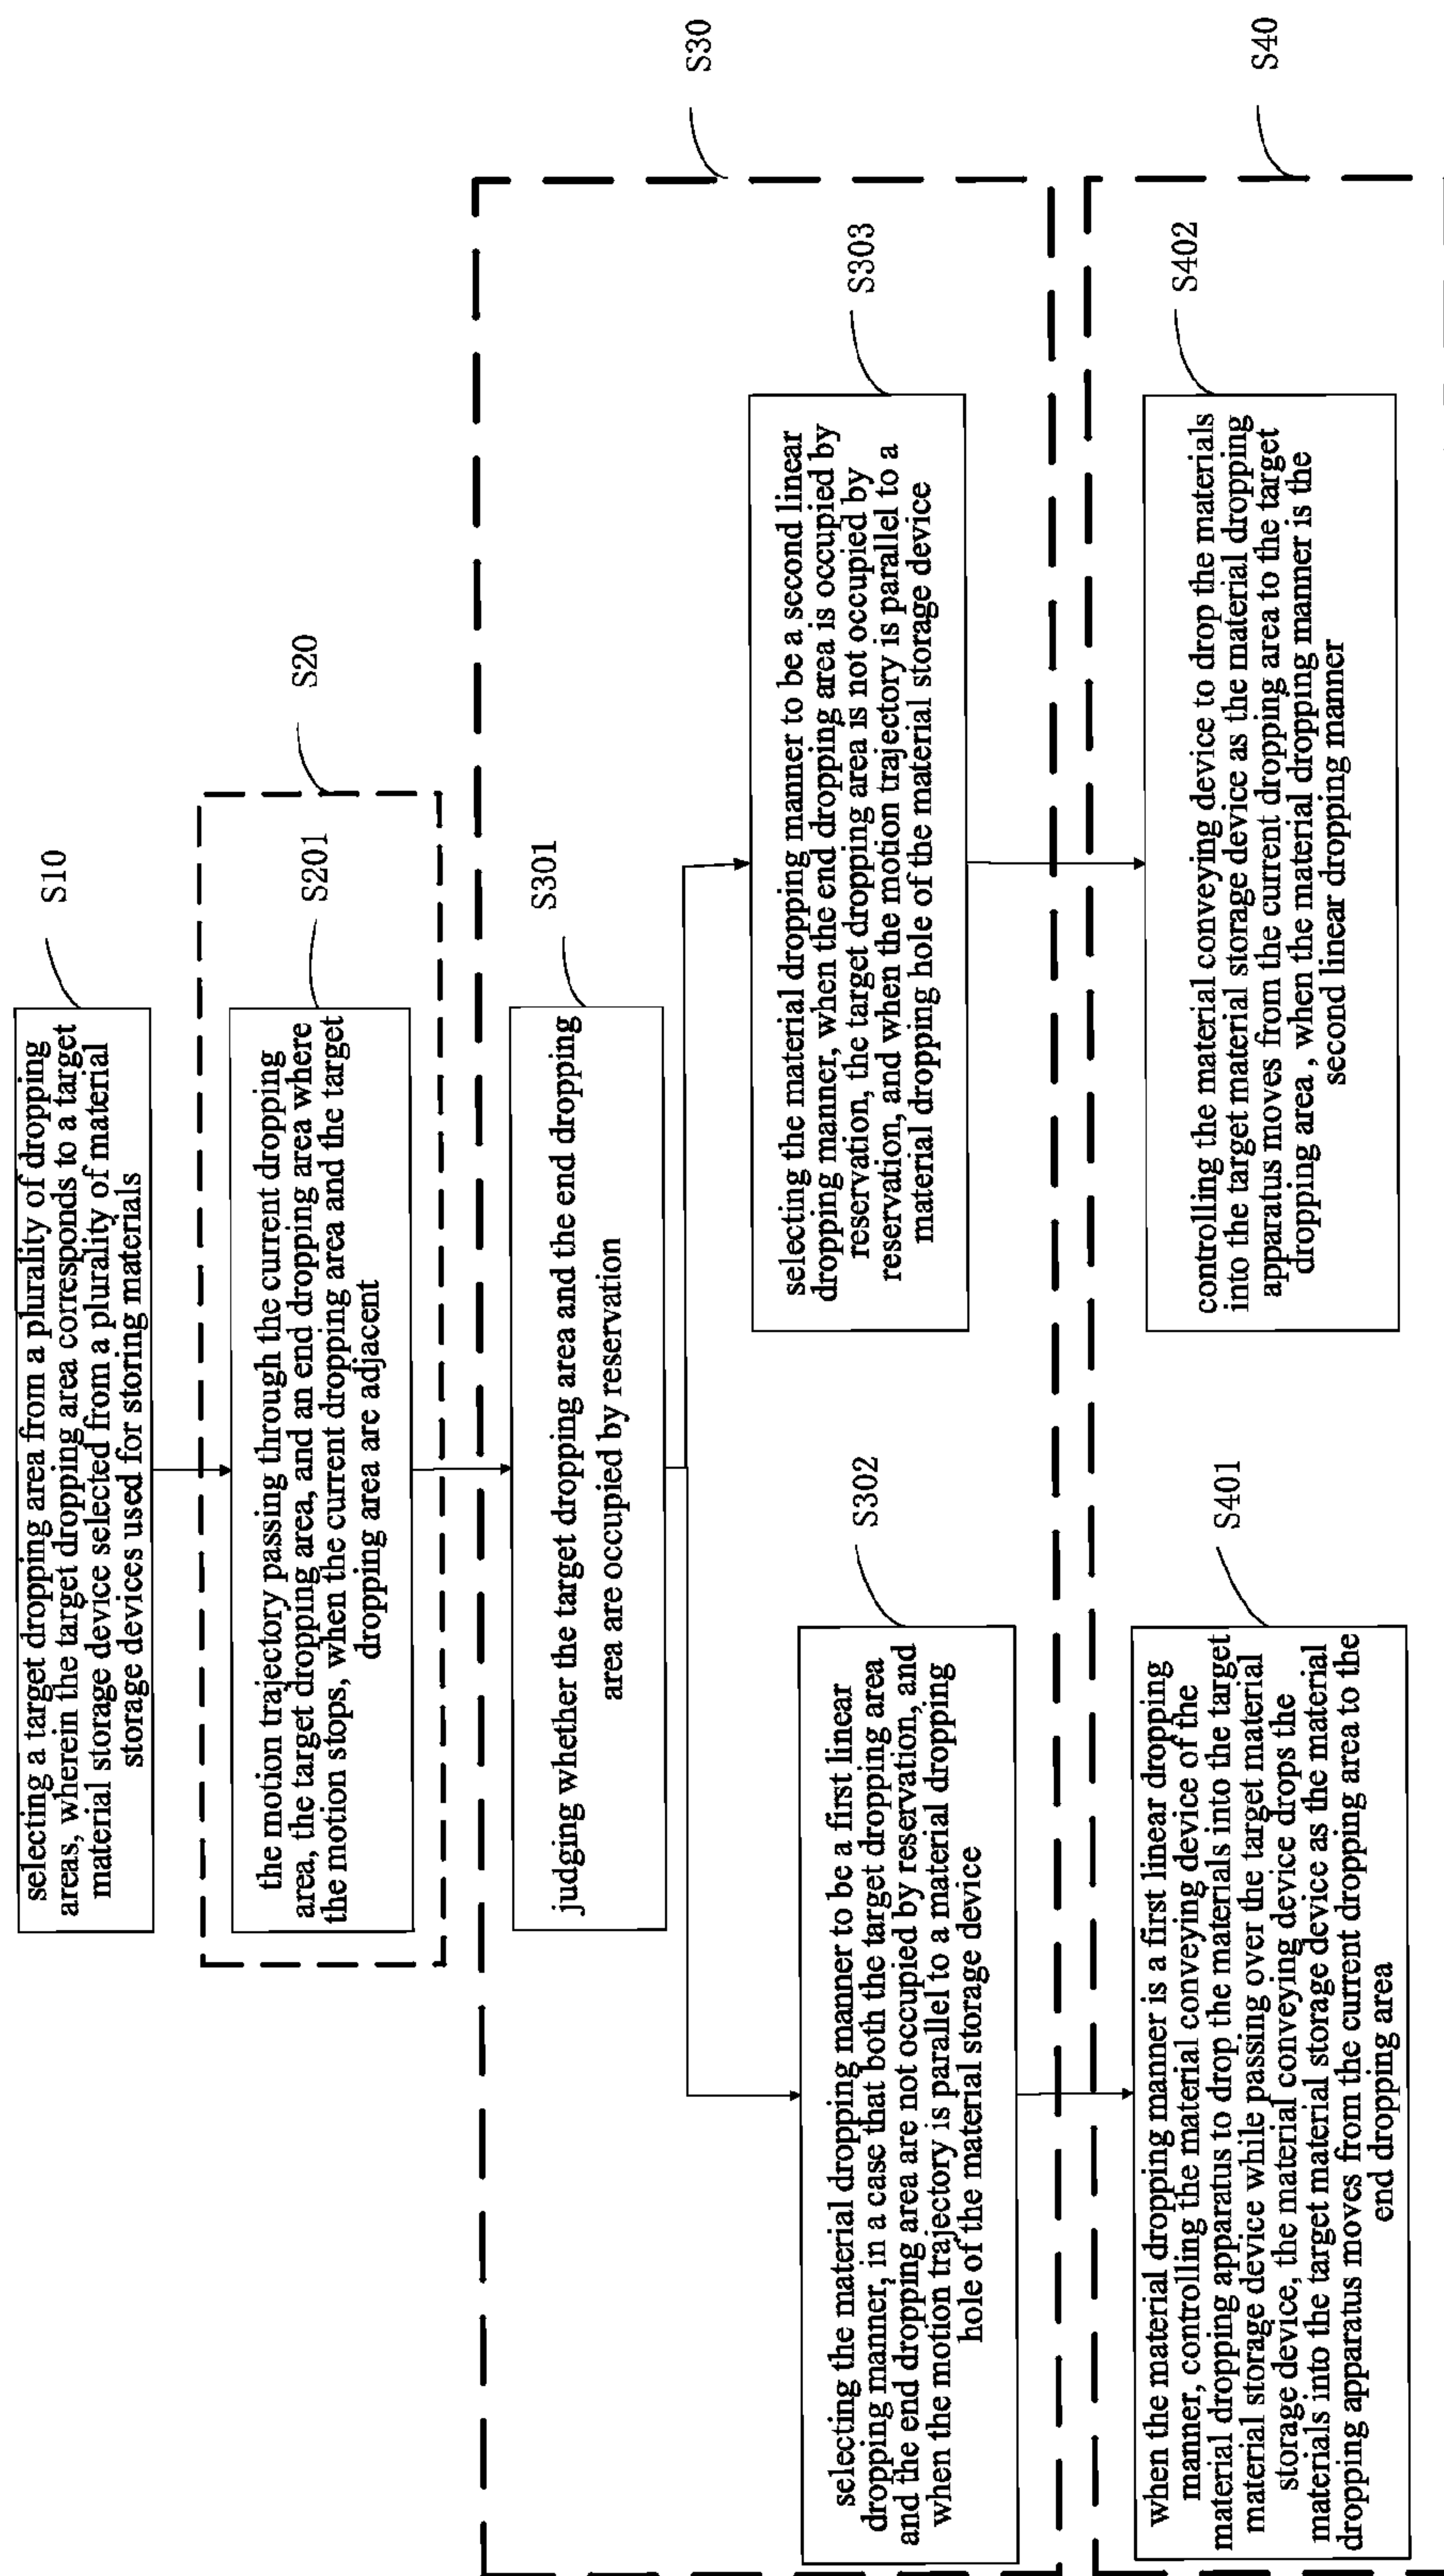 selecting a target dropping area from a plurality of dropping
areas, wherein the target dropping area corresponds to a target
material storage device selected from a plurality of material
storage devices used for storing materials
S10
S20
the motion trajectory passing through the current dropping
area, the target dropping area, and an end dropping area where
the motion stops, when the current dropping area and the target
dropping area are adjacent
S201
S30
judging whether the target dropping area and the end dropping
area are occupied by reservation
S301
selecting the material dropping manner to be a first linear
dropping manner, in a case that both the target dropping area
and the end dropping area are not occupied by reservation, and
when the motion trajectory is parallel to a material dropping
hole of the material storage device
S302
selecting the material dropping manner to be a second linear
dropping manner, when the end dropping area is occupied by
reservation, the target dropping area is not occupied by
reservation, and when the motion trajectory is parallel to a
material dropping hole of the material storage device
S303
S40
when the material dropping manner is a first linear dropping
manner, controlling the material conveying device of the
material dropping apparatus to drop the materials into the target
material storage device while passing over the target material
storage device, the material conveying device drops the
materials into the target material storage device as the material
dropping apparatus moves from the current dropping area to the
end dropping area
S401
controlling the material conveying device to drop the materials
into the target material storage device as the material dropping
apparatus moves from the current dropping area to the target
dropping area , when the material dropping manner is the
second linear dropping manner
S402